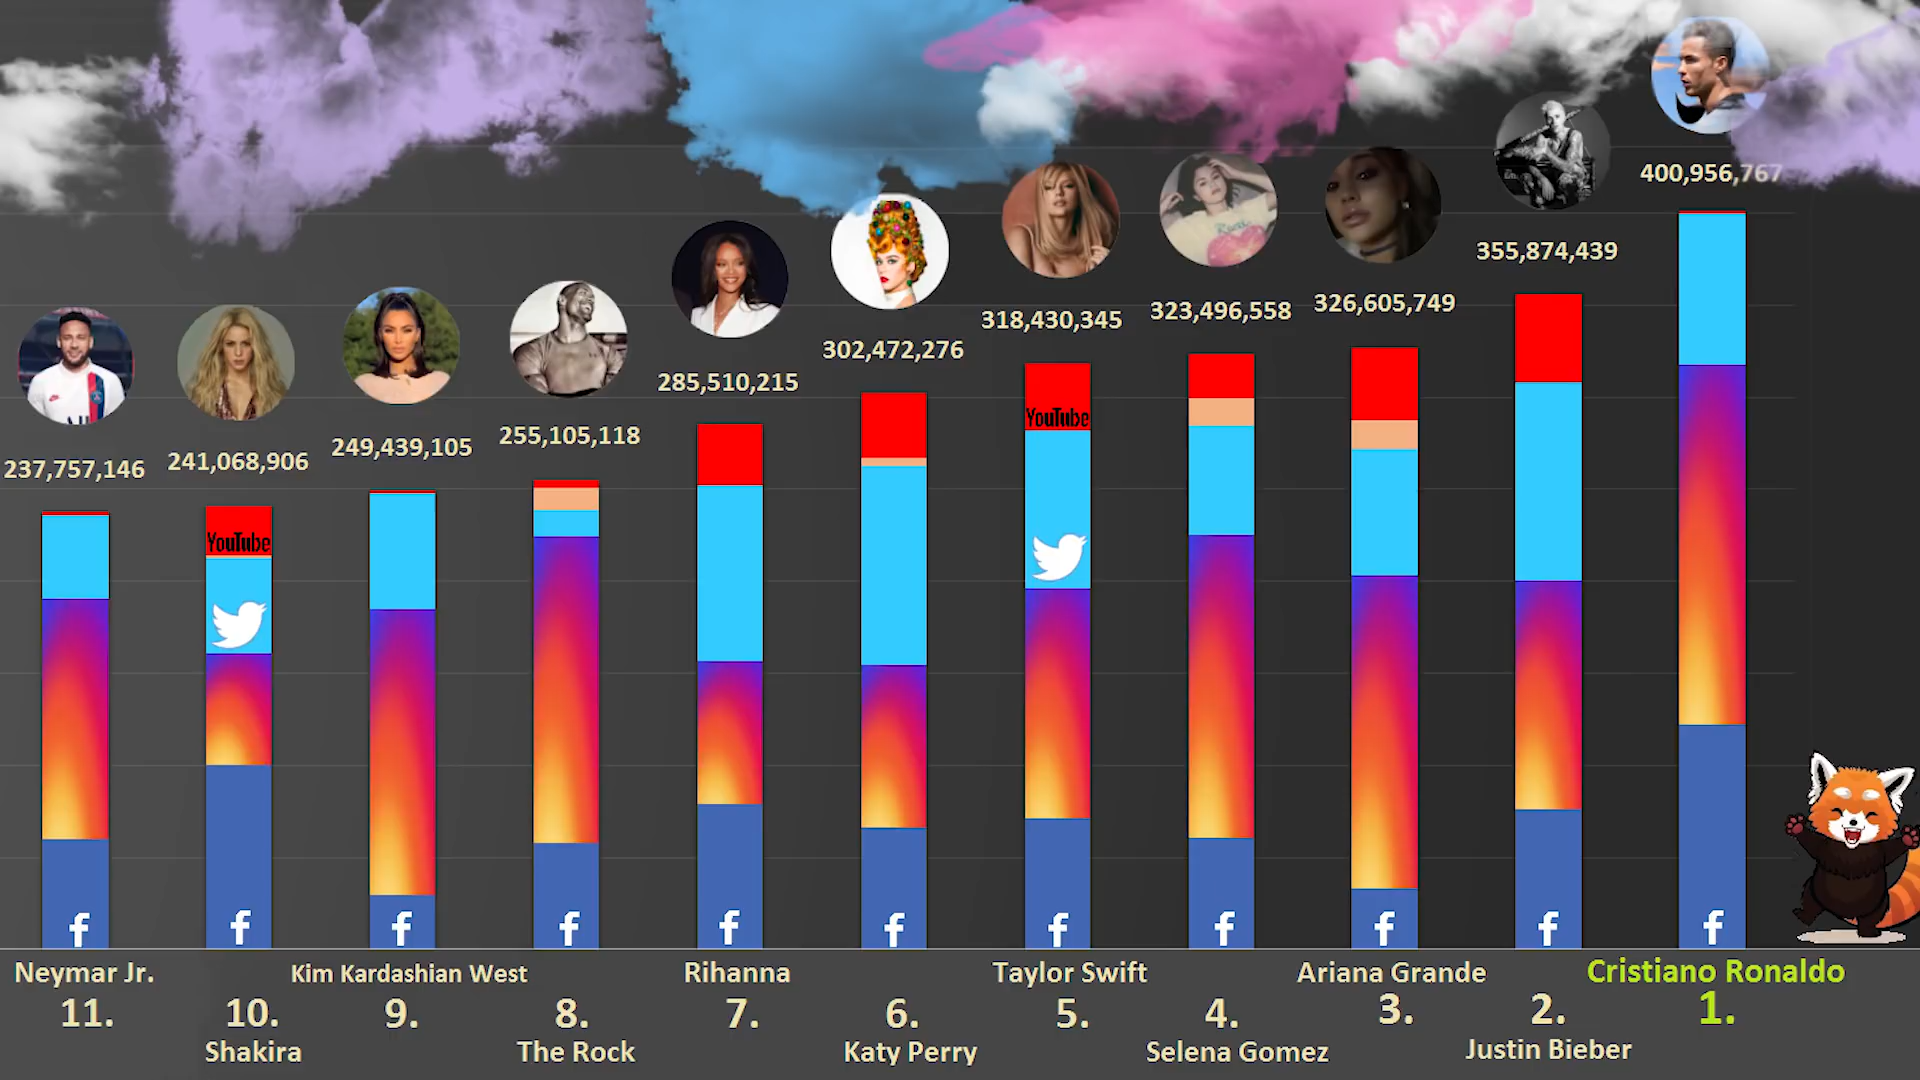 400,956,767
355,874,439
326,605,749
323,496,558
318,430,345
302,472,276
285,510,215
255,105,118
249,439,105
241,068,906
237,757,146
YouTube
YouTube
f f f f f f f f f f f
Neymar Jr. Kim Kardashian West Rihanna Taylor Swift Ariana Grande Cristiano Ronaldo
11. 10. 9. 8. 7. 6. 5. 4. 3. 2. 1.
Shakira The Rock Katy Perry Selena Gomez Justin Bieber